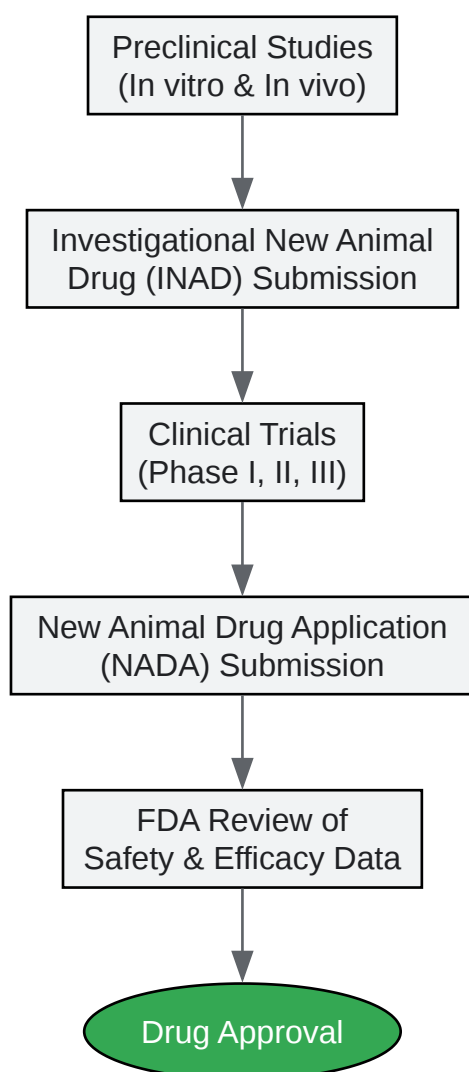 Preclinical Studies
(In vitro & In vivo)
Investigational New Animal
Drug (INAD) Submission
Clinical Trials
(Phase I, II, III)
New Animal Drug Application
(NADA) Submission
FDA Review of
Safety & Efficacy Data
Drug Approval